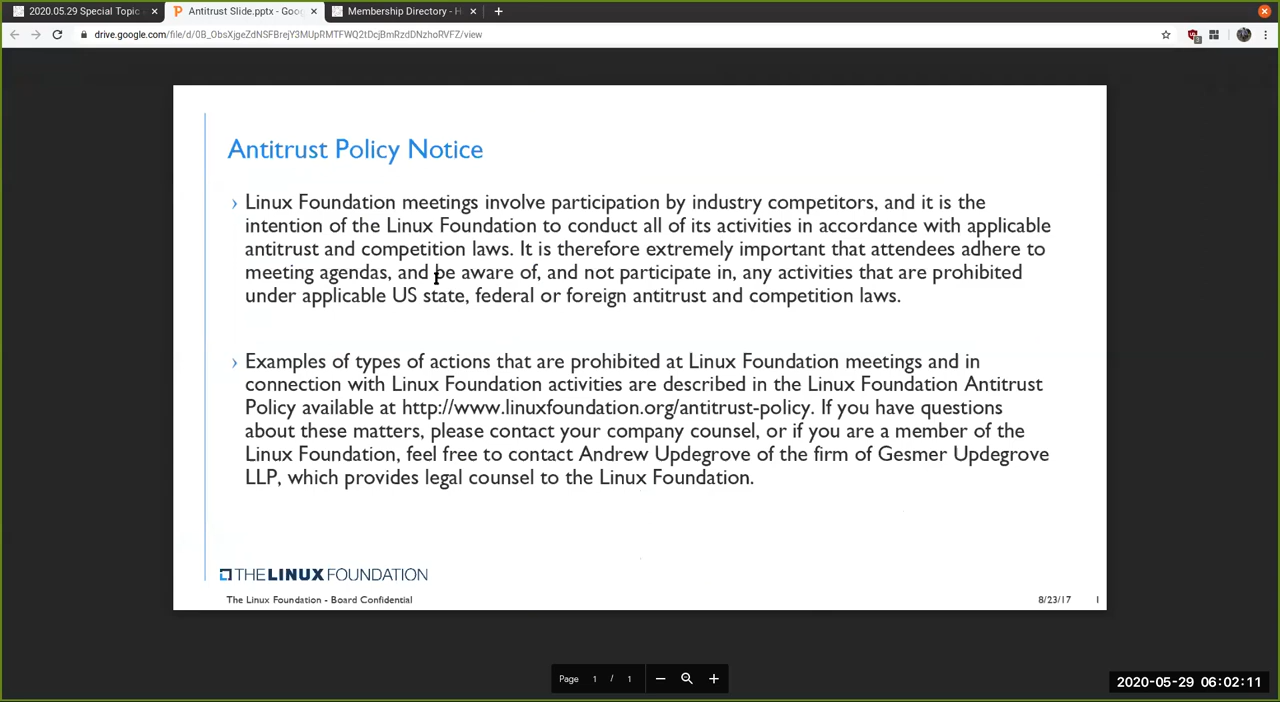 2020.05.29 Special Topic
Antitrust Slide.pptx - Goo
Membership Directory - H
drive.google.com/file/d/0B_ObsXjgeZdNSFBrejY3MUpRMTFWQ2tDcjBmRzdDNzhoRVFZ/view
Antitrust Policy Notice
› Linux Foundation meetings involve participation by industry competitors, and it is the
intention of the Linux Foundation to conduct all of its activities in accordance with applicable
antitrust and competition laws. It is therefore extremely important that attendees adhere to
meeting agendas, and be aware of, and not participate in, any activities that are prohibited
under applicable US state, federal or foreign antitrust and competition laws.
› Examples of types of actions that are prohibited at Linux Foundation meetings and in
connection with Linux Foundation activities are described in the Linux Foundation Antitrust
Policy available at http://www.linuxfoundation.org/antitrust-policy. If you have questions
about these matters, please contact your company counsel, or if you are a member of the
Linux Foundation, feel free to contact Andrew Updegrove of the firm of Gesmer Updegrove
LLP, which provides legal counsel to the Linux Foundation.
THE LINUX FOUNDATION
The Linux Foundation - Board Confidential
8/23/17 1
Page 1 / 1
2020-05-29 06:02:11